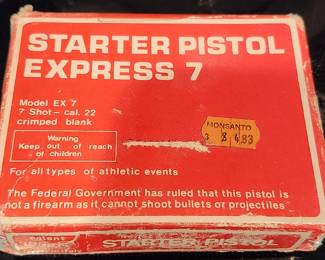 STARTER PISTOL
EXPRESS 7
Model EX 7
7 Shot - cal. 22
crimped blank
MONSANTO
3 8 4.83
Warning
Keep out of reach
of children
For all types of athletic events
The Federal Government has ruled that this pistol is
not a firearm as it cannot shoot bullets or projectiles
STARTER PISTOL